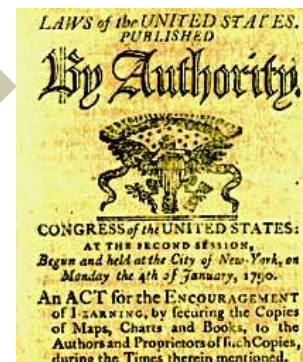 LAWS of the UNITED STATES.
PUBLISHED
By Authority.
CONGRESS of the UNITED STATES:
AT THE SECOND SESSION,
Begun and held at the City of New-York, on
Monday the 4th of January, 1790.
An ACT for the ENCOURAGEMENT
of LEARNING, by securing the Copies
of Maps, Charts and Books, to the
Authors and Proprietors of such Copies,
during the Times therein mentioned.